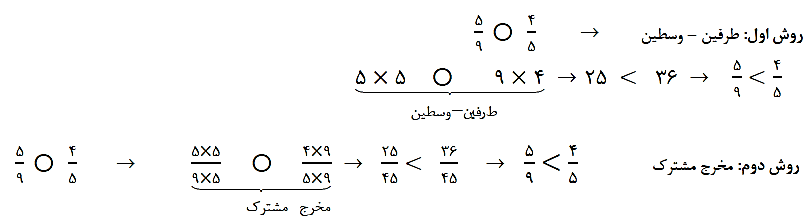 روش اول: طرفین – وسطین → ۵/۹ ○ ۴/۵
۵ × ۵ ○ ۹ × ۴ → ۲۵ < ۳۶ → ۵/۹ < ۴/۵
طرفین–وسطین
روش دوم: مخرج مشترک ۵/۹ ○ ۴/۵ → ۵×۵/۹×۵ ○ ۴×۹/۵×۹ → ۲۵/۴۵ < ۳۶/۴۵ → ۵/۹ < ۴/۵
مخرج مشترک